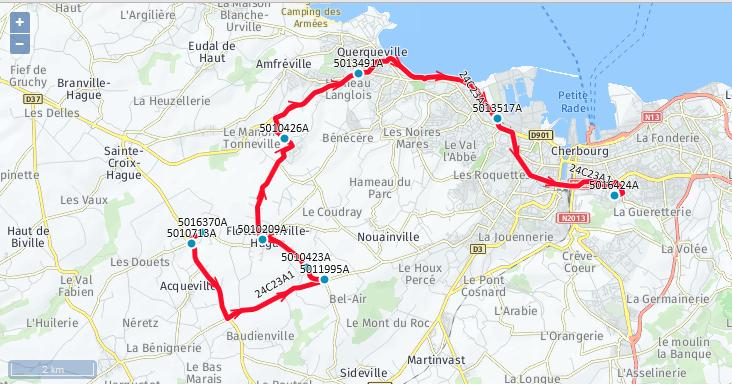 +
−
Camping des
Armées
La Maison
Blanche-
Urville
L'Argilière
Eudal de
Haut
Querqueville
Fief de
Gruchy
Branville-
Hague
Amfréville
5013491A
Hameau
Langlois
24C23A1
Petite
Rade
D37
Les Delles
La Heuzellerie
5013517A
N13
5010426A
Le Maison
Tonneville
Bénécère
Les Noires
Mares
D901
La Fonderie
Sainte-
Croix-
Hague
Le Val
l'Abbé
Cherbourg
pinette
Les Roquettes
24C23A1
Hameau du
Parc
5016424A
Les Vaux
Le Coudray
La Gueretterie
5016370A
N2013
Haut de
Biville
5010713A
5010209A
Nouainville
La Jouennerie
La Volée
D3
Les Douets
5010423A
Crève-
Coeur
5011995A
Le Houx
Percé
Le Val
Fabien
Acqueville
24C23A1
Bel-Air
Le Pont
Cosnard
La Germainerie
L'Huilerie
Néretz
Le Mont du Roc
L'Arabie
Baudienville
L'Orangerie
La Bénignerie
le moulin
la Banque
Martinvast
2 km
Le Bas
Marais
Sideville
L'Asselinerie